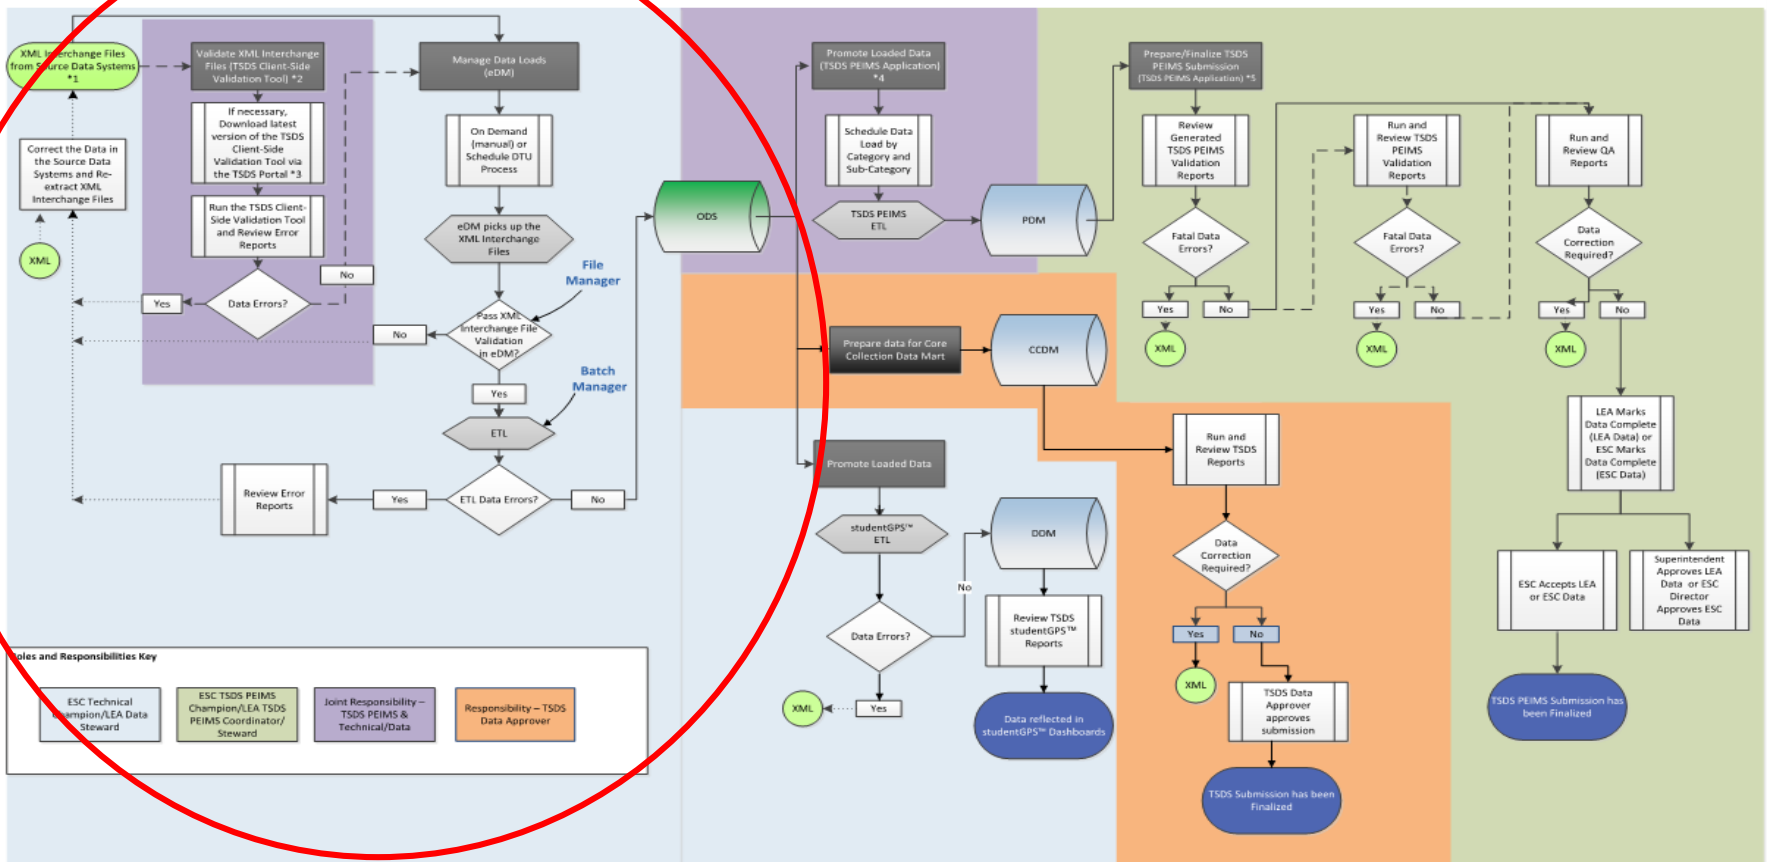 XML Interchange Files
from Source Data Systems
*1
Validate XML Interchange
Files (TSDS Client-Side
Validation Tool) *2
If necessary,
Download latest
version of the TSDS
Client-Side
Validation Tool via
the TSDS Portal *3
Run the TSDS Client-
Side Validation Tool
and Review Error
Reports
Data Errors?
Yes
No
Correct the Data in
the Source Data
Systems and Re-
extract XML
Interchange Files
XML
Manage Data Loads
(eDM)
On Demand
(manual) or
Schedule DTU
Process
eDM picks up the
XML Interchange
Files
File
Manager
Pass XML
Interchange File
Validation
in eDM?
No
Yes
Batch
Manager
ETL
ETL Data Errors?
Yes
No
Review Error
Reports
ODS
Promote Loaded Data
(TSDS PEIMS Application)
*4
Schedule Data
Load by
Category and
Sub-Category
TSDS PEIMS
ETL
PDM
Prepare/Finalize TSDS
PEIMS Submission
(TSDS PEIMS Application) *5
Review
Generated
TSDS PEIMS
Validation
Reports
Fatal Data
Errors?
Yes
No
XML
Run and
Review TSDS
PEIMS
Validation
Reports
Fatal Data
Errors?
Yes
No
XML
Run and
Review QA
Reports
Data
Correction
Required?
Yes
No
XML
LEA Marks
Data Complete
(LEA Data) or
ESC Marks
Data Complete
(ESC Data)
ESC Accepts LEA
or ESC Data
Superintendent
Approves LEA
Data or ESC
Director
Approves ESC
Data
TSDS PEIMS Submission has
been Finalized
Prepare data for Core
Collection Data Mart
CCDM
Run and
Review TSDS
Reports
Data
Correction
Required?
Yes
No
XML
TSDS Data
Approver
approves
submission
TSDS Submission has been
Finalized
Promote Loaded Data
studentGPS™
ETL
Data Errors?
No
Yes
XML
DDM
Review TSDS
studentGPS™
Reports
Data reflected in
studentGPS™ Dashboards
Roles and Responsibilities Key
ESC Technical
Champion/LEA Data
Steward
ESC TSDS PEIMS
Champion/LEA TSDS
PEIMS Coordinator/
Steward
Joint Responsibility –
TSDS PEIMS &
Technical/Data
Responsibility – TSDS
Data Approver